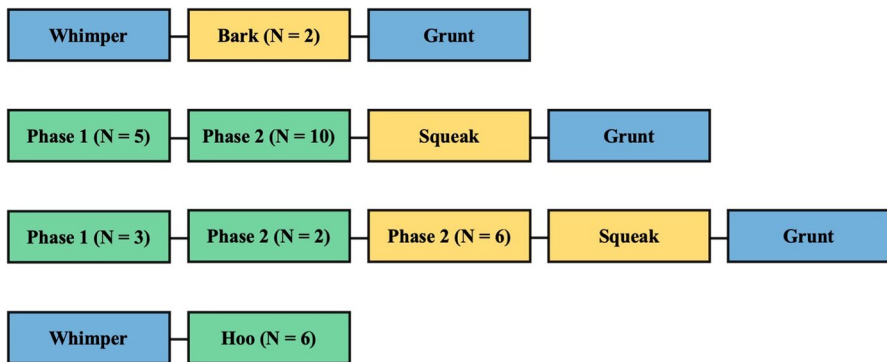 Whimper Bark (N = 2) Grunt
Phase 1 (N = 5) Phase 2 (N = 10) Squeak Grunt
Phase 1 (N = 3) Phase 2 (N = 2) Phase 2 (N = 6) Squeak Grunt
Whimper Hoo (N = 6)